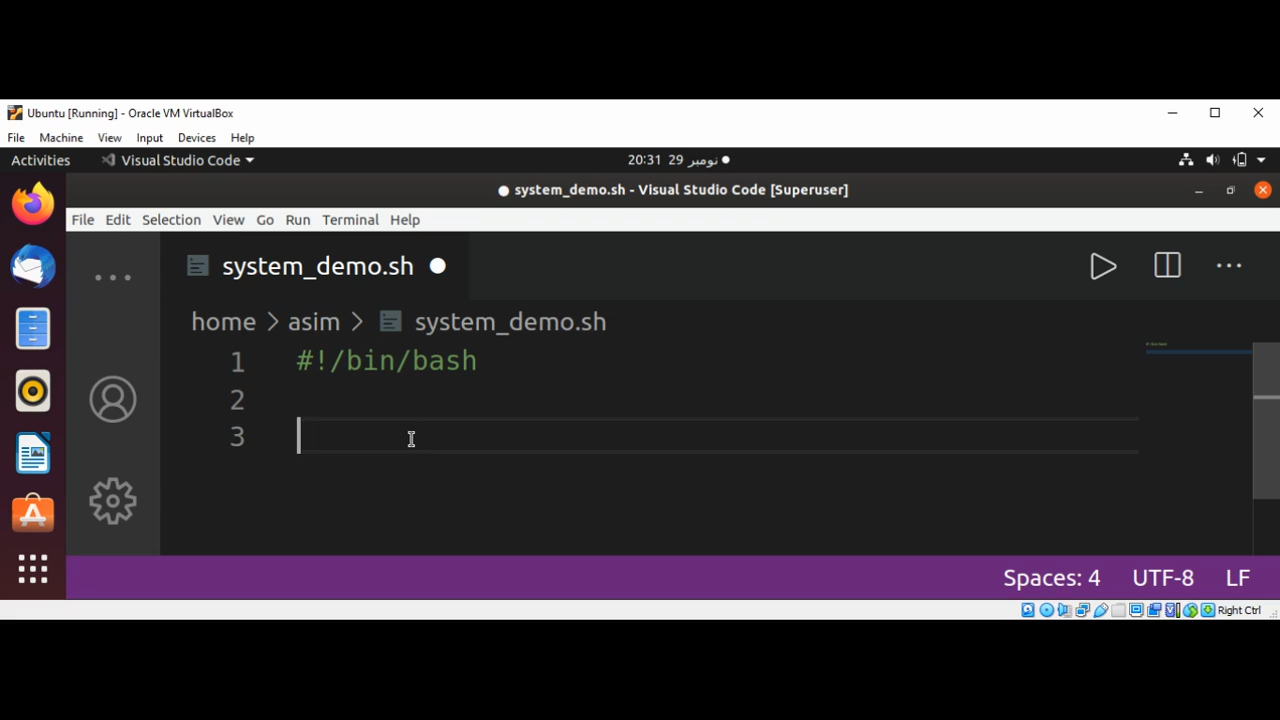 Ubuntu [Running] - Oracle VM VirtualBox
File Machine View Input Devices Help
Activities Visual Studio Code 20:31 29 نومبر
● system_demo.sh - Visual Studio Code [Superuser]
File Edit Selection View Go Run Terminal Help
system_demo.sh
home > asim > system_demo.sh
1 #!/bin/bash
2
3
Spaces: 4 UTF-8 LF
Right Ctrl